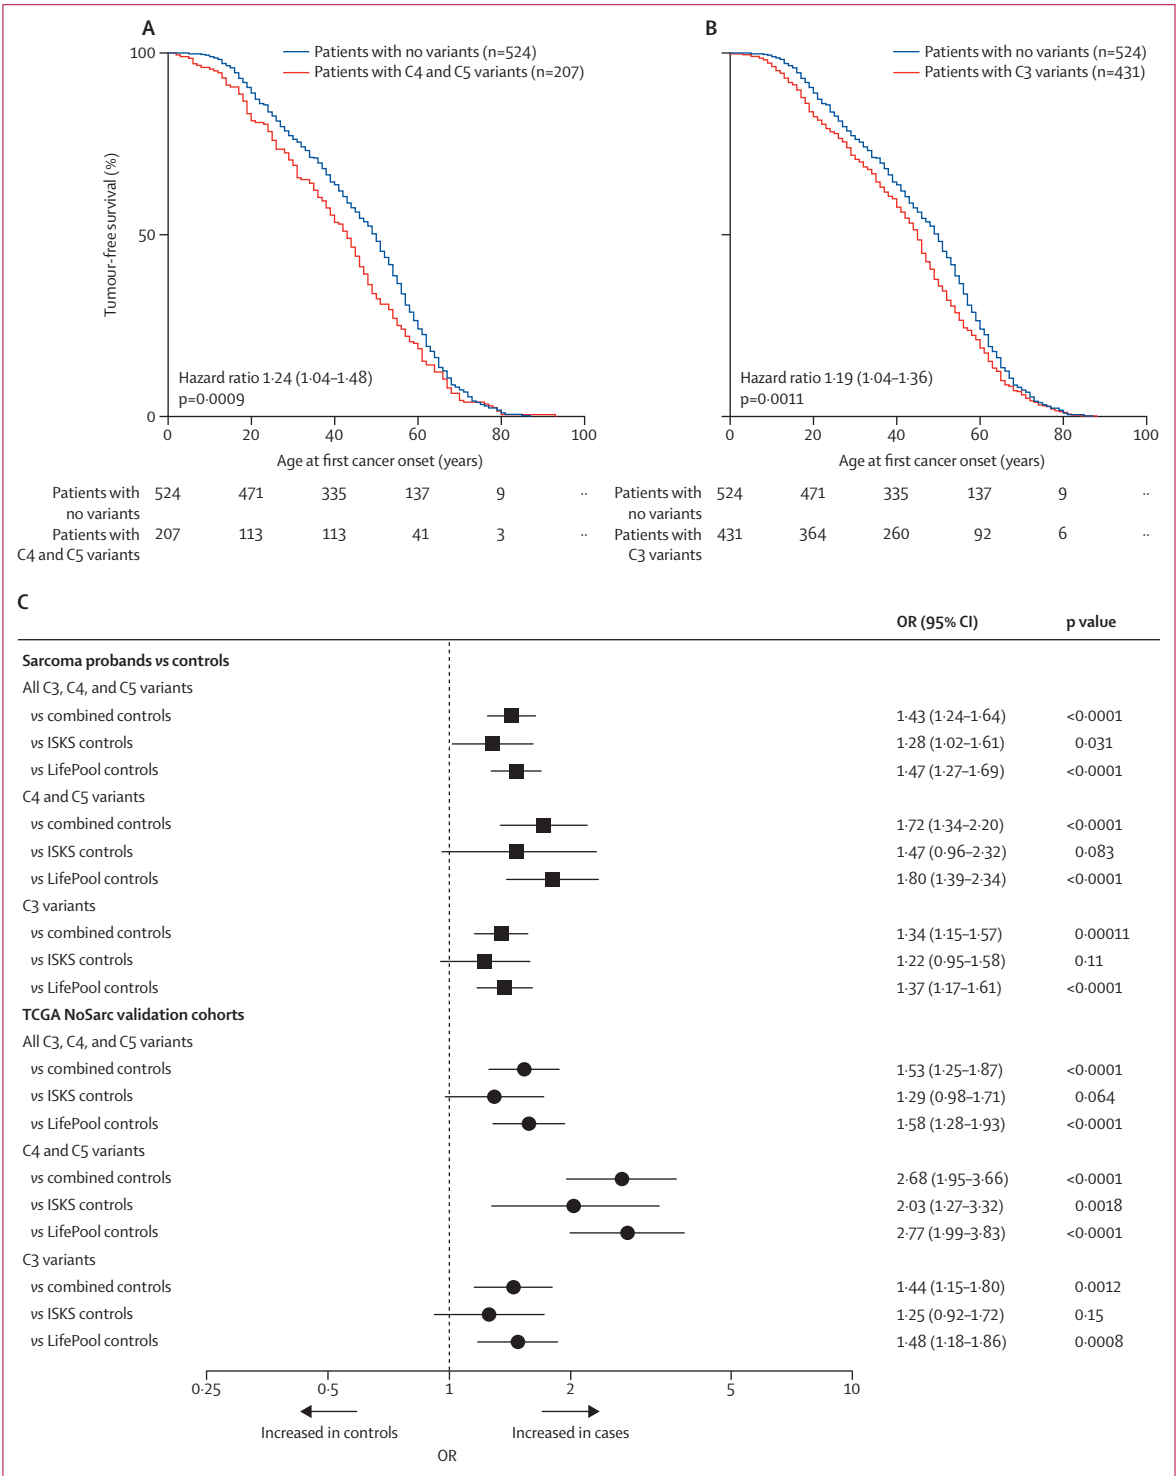 A
Patients with no variants (n=524)
Patients with C4 and C5 variants (n=207)
100
50
0
Tumour-free survival (%)
Hazard ratio 1·24 (1·04–1·48)
p=0·0009
0 20 40 60 80 100
Age at first cancer onset (years)
Patients with no variants 524 471 335 137 9 ··
Patients with C4 and C5 variants 207 113 113 41 3 ··
B
Patients with no variants (n=524)
Patients with C3 variants (n=431)
Hazard ratio 1·19 (1·04–1·36)
p=0·0011
0 20 40 60 80 100
Age at first cancer onset (years)
Patients with no variants 524 471 335 137 9 ··
Patients with C3 variants 431 364 260 92 6 ··
C
OR (95% CI) p value
Sarcoma probands vs controls
All C3, C4, and C5 variants
vs combined controls 1·43 (1·24–1·64) <0·0001
vs ISKS controls 1·28 (1·02–1·61) 0·031
vs LifePool controls 1·47 (1·27–1·69) <0·0001
C4 and C5 variants
vs combined controls 1·72 (1·34–2·20) <0·0001
vs ISKS controls 1·47 (0·96–2·32) 0·083
vs LifePool controls 1·80 (1·39–2·34) <0·0001
C3 variants
vs combined controls 1·34 (1·15–1·57) 0·00011
vs ISKS controls 1·22 (0·95–1·58) 0·11
vs LifePool controls 1·37 (1·17–1·61) <0·0001
TCGA NoSarc validation cohorts
All C3, C4, and C5 variants
vs combined controls 1·53 (1·25–1·87) <0·0001
vs ISKS controls 1·29 (0·98–1·71) 0·064
vs LifePool controls 1·58 (1·28–1·93) <0·0001
C4 and C5 variants
vs combined controls 2·68 (1·95–3·66) <0·0001
vs ISKS controls 2·03 (1·27–3·32) 0·0018
vs LifePool controls 2·77 (1·99–3·83) <0·0001
C3 variants
vs combined controls 1·44 (1·15–1·80) 0·0012
vs ISKS controls 1·25 (0·92–1·72) 0·15
vs LifePool controls 1·48 (1·18–1·86) 0·0008
0·25 0·5 1 2 5 10
Increased in controls Increased in cases
OR